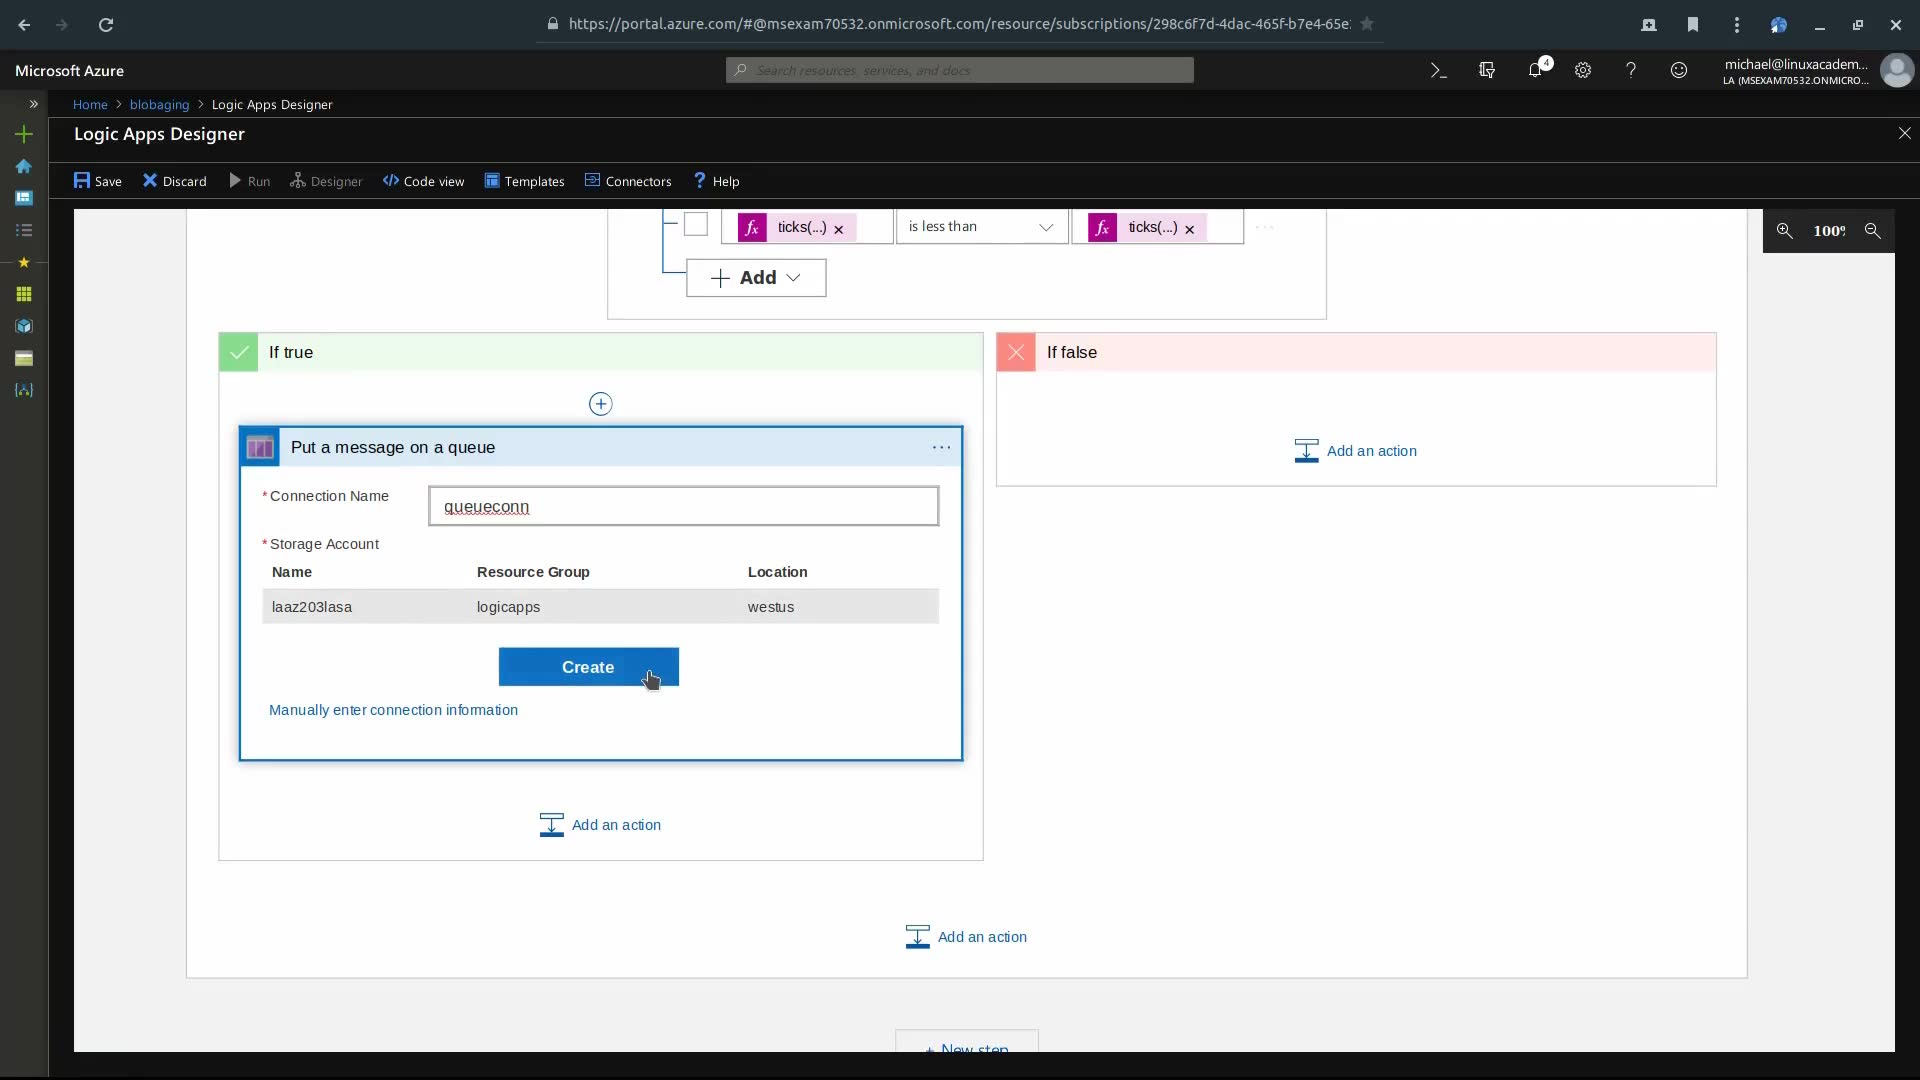 https://portal.azure.com/#@msexam70532.onmicrosoft.com/resource/subscriptions/298c6f7d-4dac-465f-b7e4-65e
Microsoft Azure
Search resources, services, and docs
4
michael@linuxacadem...
LA (MSEXAM70532.ONMICRO...
Home > blobaging > Logic Apps Designer
Logic Apps Designer
Save Discard Run Designer Code view Templates Connectors Help
fx ticks(...) × is less than fx ticks(...) × ...
100%
+ Add
If true
If false
Put a message on a queue ...
Add an action
* Connection Name queueconn
* Storage Account
Name Resource Group Location
laaz203lasa logicapps westus
Create
Manually enter connection information
Add an action
Add an action
+ New step